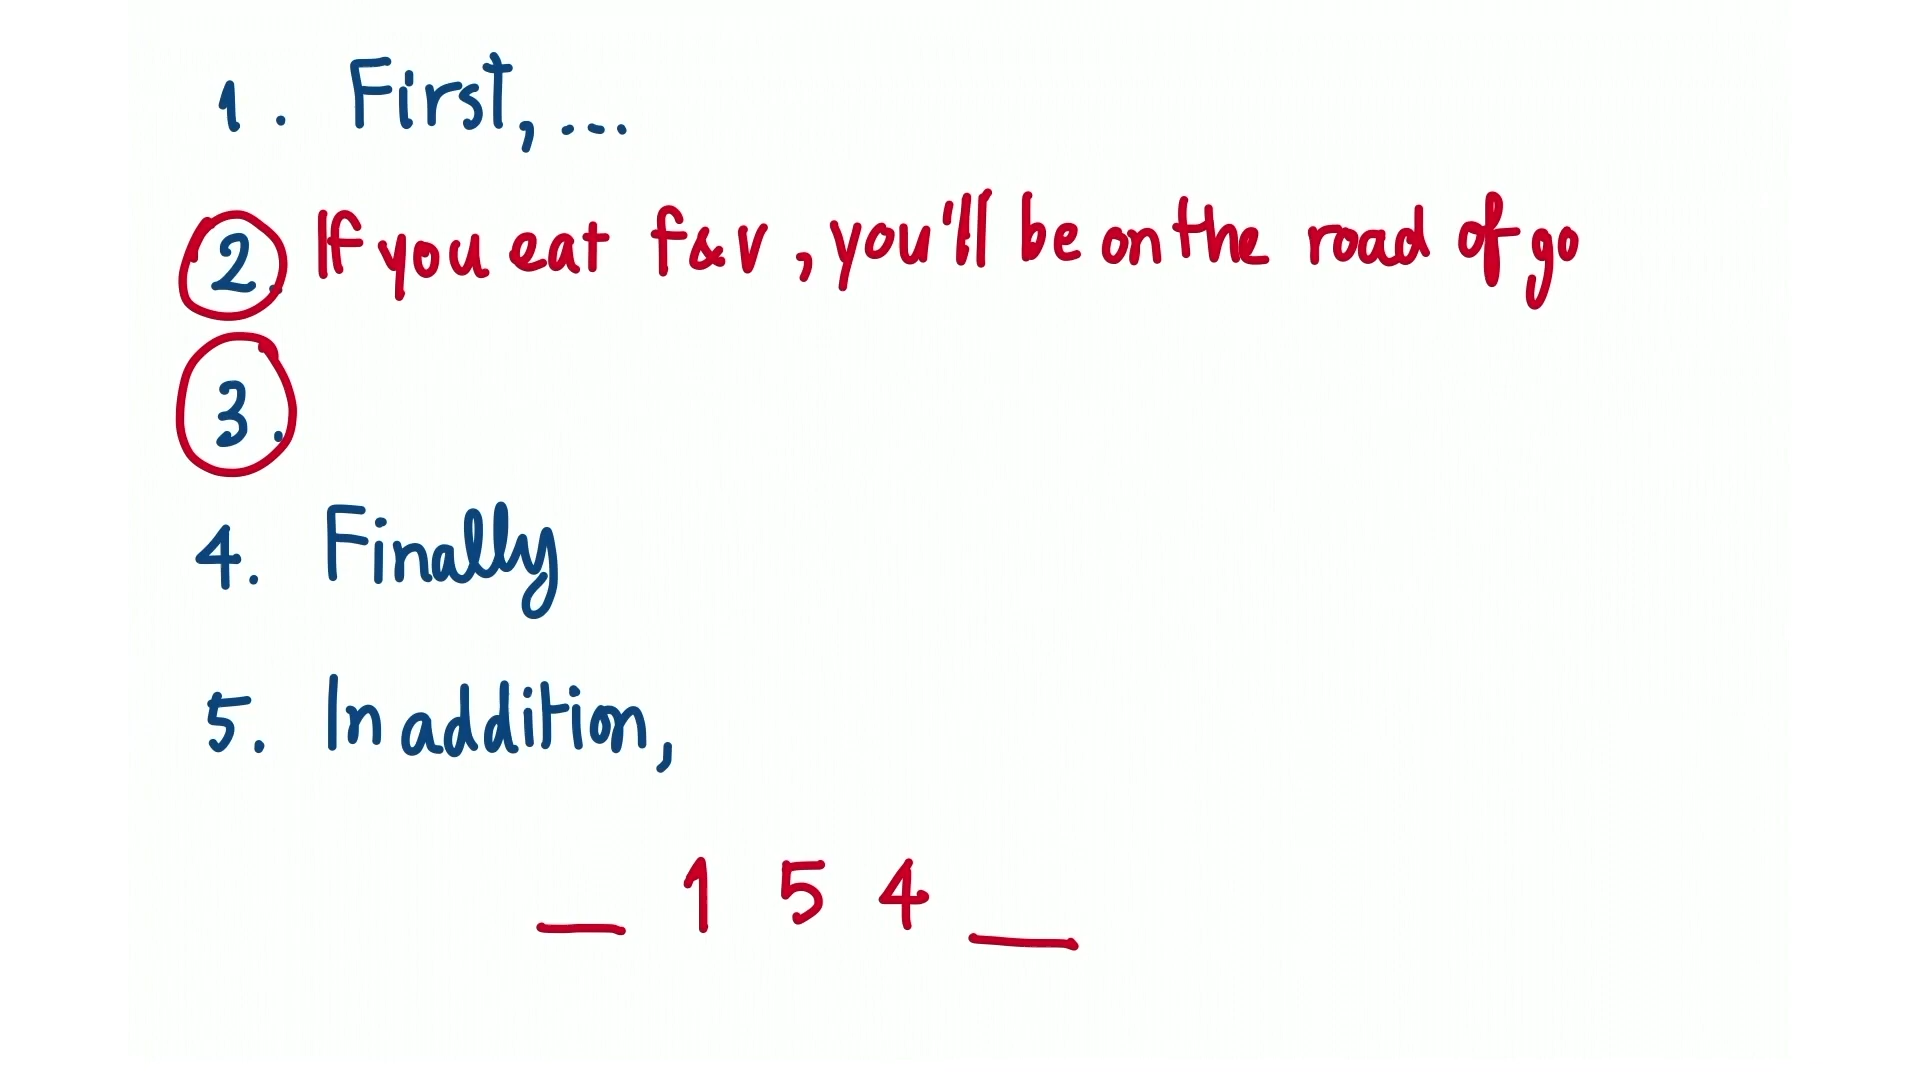 1. First, ...
2. If you eat f & v, you'll be on the road of go
3.
4. Finally
5. In addition,
_ 1 5 4 _